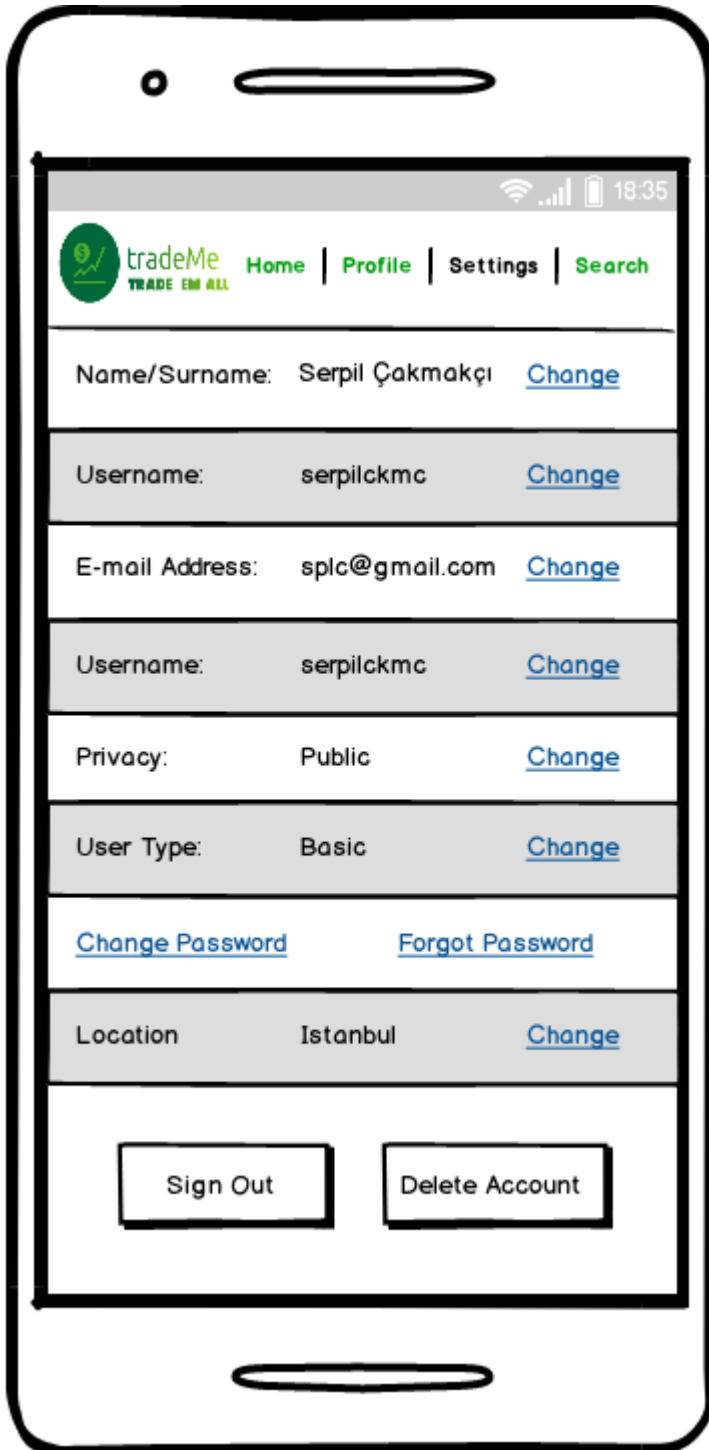 18:35
tradeMe
TRADE EM ALL
Home | Profile | Settings | Search
Name/Surname: Serpil Çakmakçı Change
Username: serpilckmc Change
E-mail Address: splc@gmail.com Change
Username: serpilckmc Change
Privacy: Public Change
User Type: Basic Change
Change Password Forgot Password
Location Istanbul Change
Sign Out Delete Account